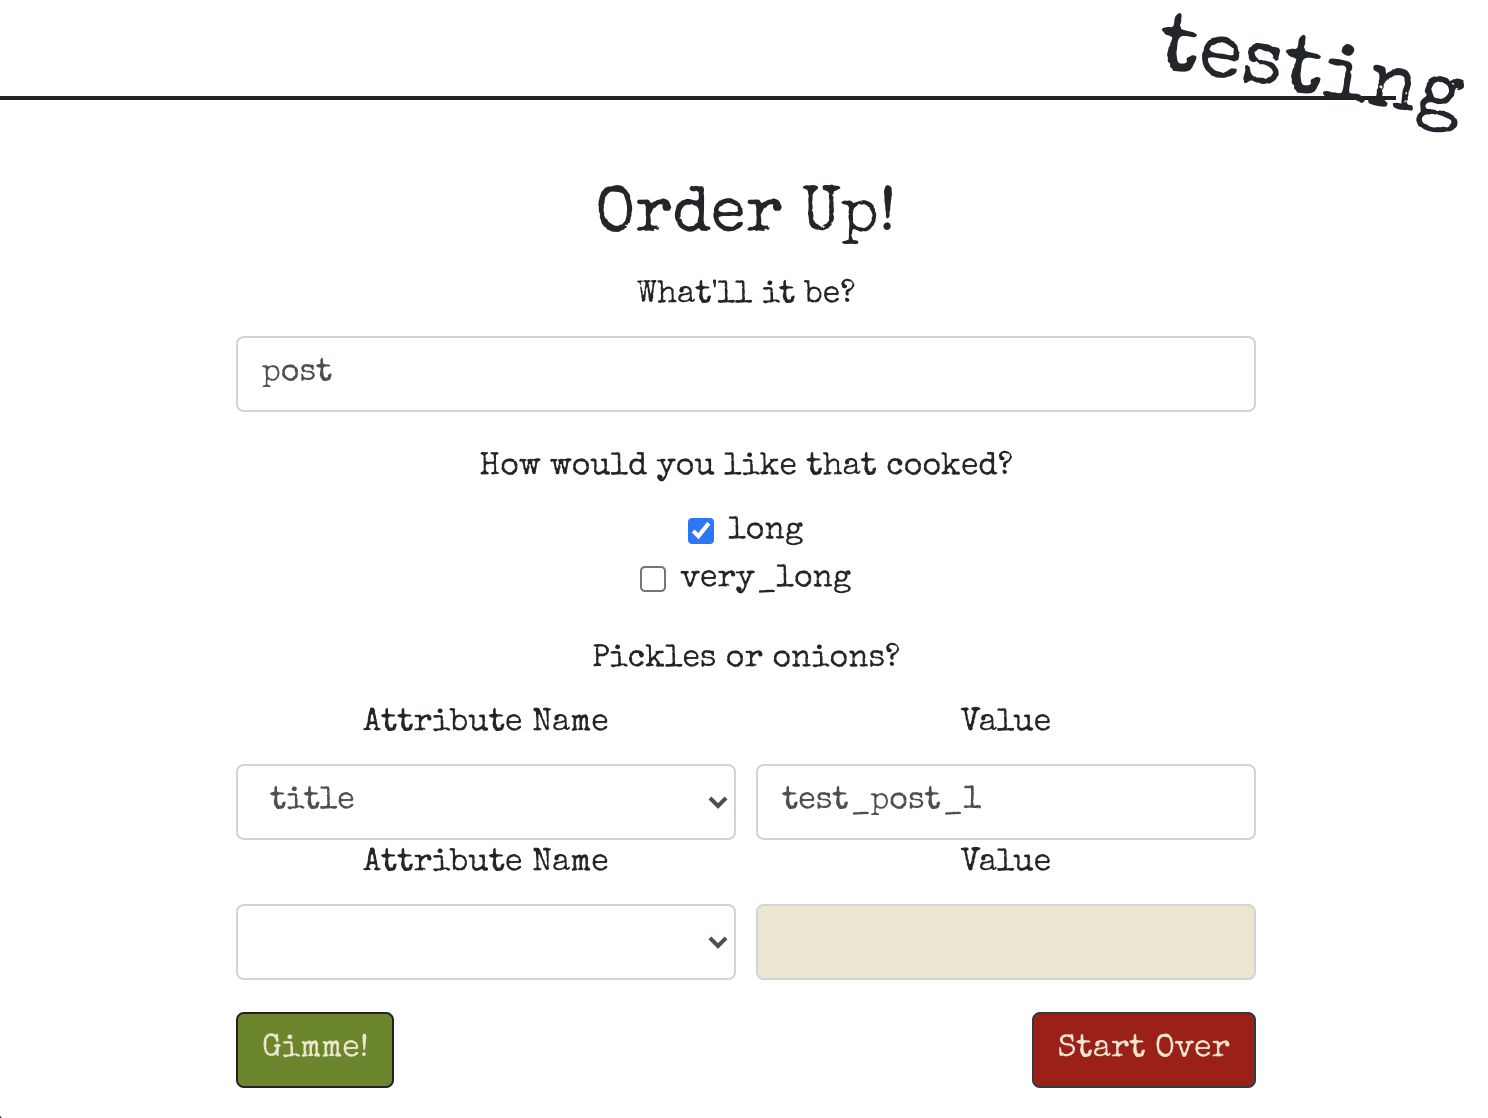 testing
Order Up!
What'll it be?
post
How would you like that cooked?
long
very_long
Pickles or onions?
Attribute Name Value
title test_post_1
Attribute Name Value
Gimme! Start Over